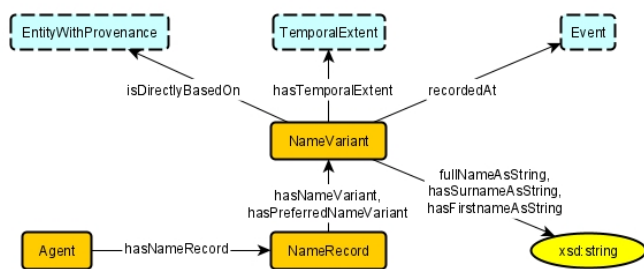 EntityWithProvenance
TemporalExtent
Event
isDirectlyBasedOn
hasTemporalExtent
recordedAt
NameVariant
fullNameAsString,
hasSurnameAsString,
hasFirstnameAsString
hasNameVariant,
hasPreferredNameVariant
Agent
hasNameRecord
NameRecord
xsd:string